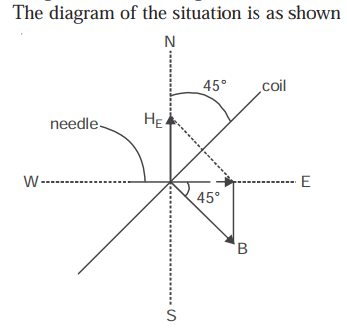 The diagram of the situation is as shown
N
45° coil
needle H_E
W E
45°
B
S